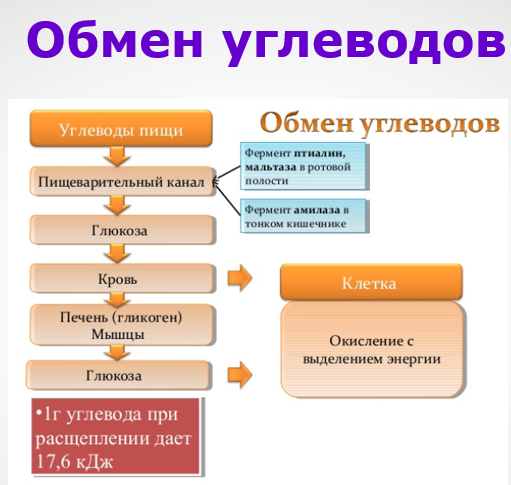 Обмен углеводов
Обмен углеводов
Углеводы пищи
Фермент птиалин,
мальтаза в ротовой
полости
Пищеварительный канал
Фермент амилаза в
тонком кишечнике
Глюкоза
Кровь
Клетка
Печень (гликоген)
Мышцы
Окисление с
выделением энергии
Глюкоза
•1г углевода при
расщеплении дает
17,6 кДж